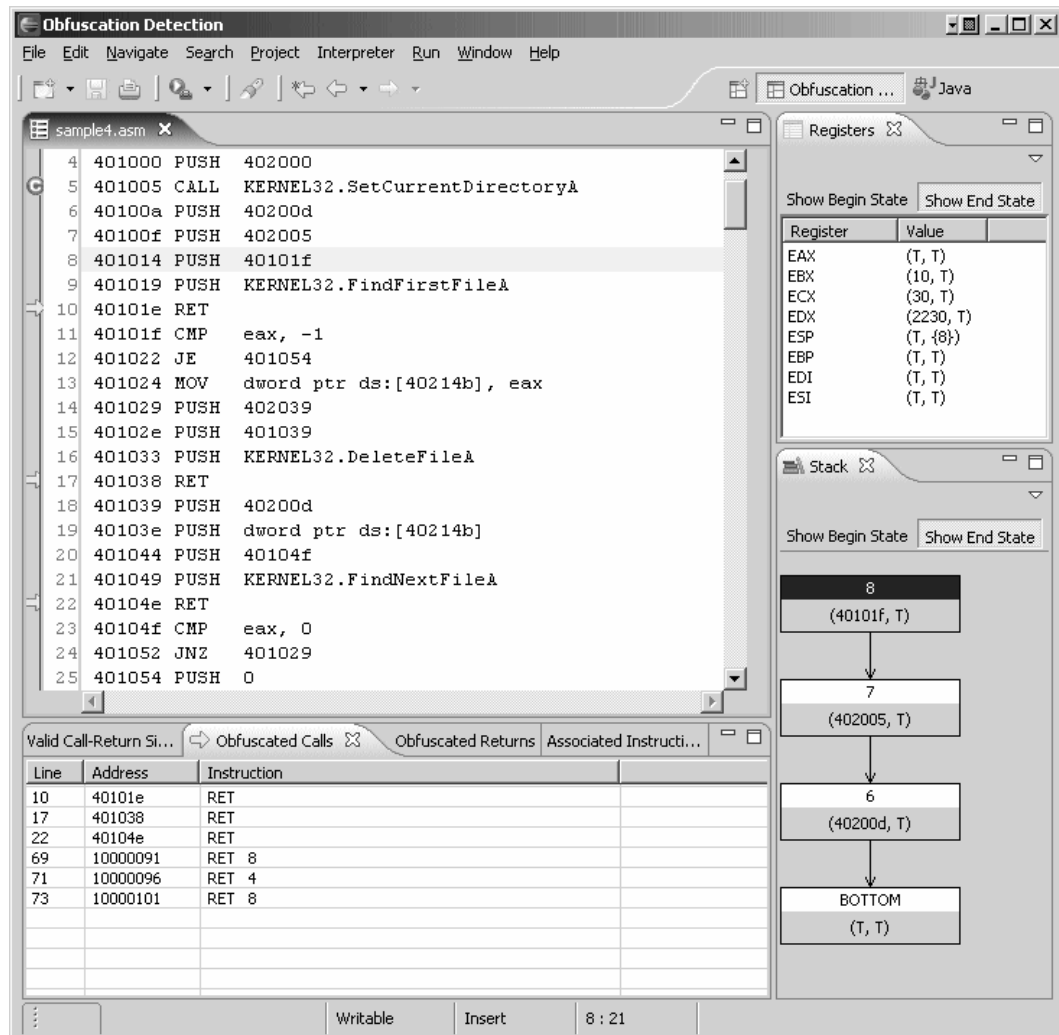 Obfuscation Detection
File Edit Navigate Search Project Interpreter Run Window Help
Obfuscation ... Java
sample4.asm
4 401000 PUSH 402000
5 401005 CALL KERNEL32.SetCurrentDirectoryA
6 40100a PUSH 40200d
7 40100f PUSH 402005
8 401014 PUSH 40101f
9 401019 PUSH KERNEL32.FindFirstFileA
10 40101e RET
11 40101f CMP eax, -1
12 401022 JE 401054
13 401024 MOV dword ptr ds:[40214b], eax
14 401029 PUSH 402039
15 40102e PUSH 401039
16 401033 PUSH KERNEL32.DeleteFileA
17 401038 RET
18 401039 PUSH 40200d
19 40103e PUSH dword ptr ds:[40214b]
20 401044 PUSH 40104f
21 401049 PUSH KERNEL32.FindNextFileA
22 40104e RET
23 40104f CMP eax, 0
24 401052 JNZ 401029
25 401054 PUSH 0
Registers
Show Begin State Show End State
Register Value
EAX (T, T)
EBX (10, T)
ECX (30, T)
EDX (2230, T)
ESP (T, {8})
EBP (T, T)
EDI (T, T)
ESI (T, T)
Stack
Show Begin State Show End State
8
(40101f, T)
7
(402005, T)
6
(40200d, T)
BOTTOM
(T, T)
Valid Call-Return Si... Obfuscated Calls Obfuscated Returns Associated Instructi...
Line Address Instruction
10 40101e RET
17 401038 RET
22 40104e RET
69 10000091 RET 8
71 10000096 RET 4
73 10000101 RET 8
Writable Insert 8 : 21